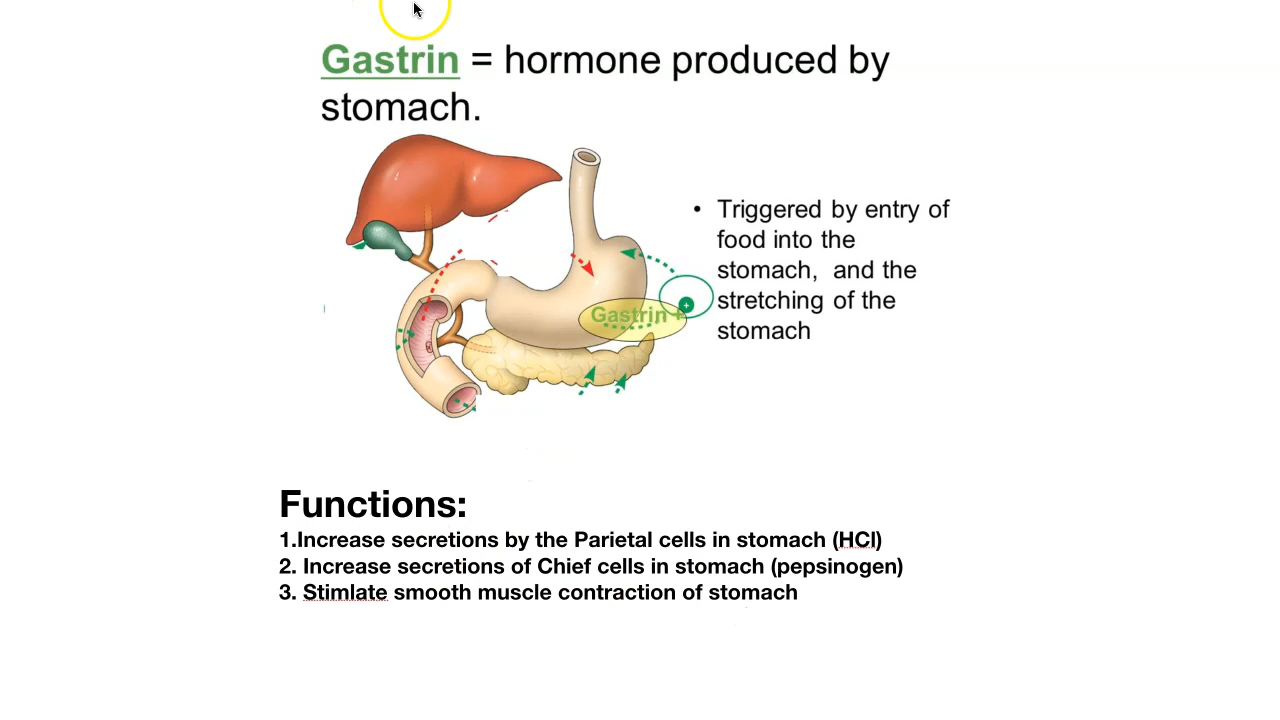 Gastrin = hormone produced by
stomach.
• Triggered by entry of
food into the
stomach, and the
stretching of the
stomach
Gastrin +
+
Functions:
1.Increase secretions by the Parietal cells in stomach (HCl)
2. Increase secretions of Chief cells in stomach (pepsinogen)
3. Stimlate smooth muscle contraction of stomach